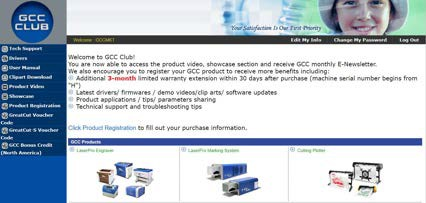 GCC
CLUB
Your Satisfaction Is Our First Priority
Welcome GCCGMKT
Edit My Info
Change My Password
Log Out
Tech Support
Drivers
User Manual
Clipart Download
Product Video
Showcase
Product Registration
GreatCut Voucher
Code
GreatCut-S Voucher
Code
GCC Bonus Credit
(North America)
Welcome to GCC Club!
You are now able to access the product video, showcase section and receive GCC monthly E-Newsletter.
We also encourage you to register your GCC product to receive more benefits including:
Additional 3-month limited warranty extension within 30 days after purchase (machine serial number begins from
"H")
Latest drivers/ firmwares / demo videos/clip arts/ software updates
Product applications / tips/ parameters sharing
Technical support and troubleshooting tips
Click Product Registration to fill out your purchase information.
GCC Products
LaserPro Engraver
LaserPro Marking System
Cutting Plotter